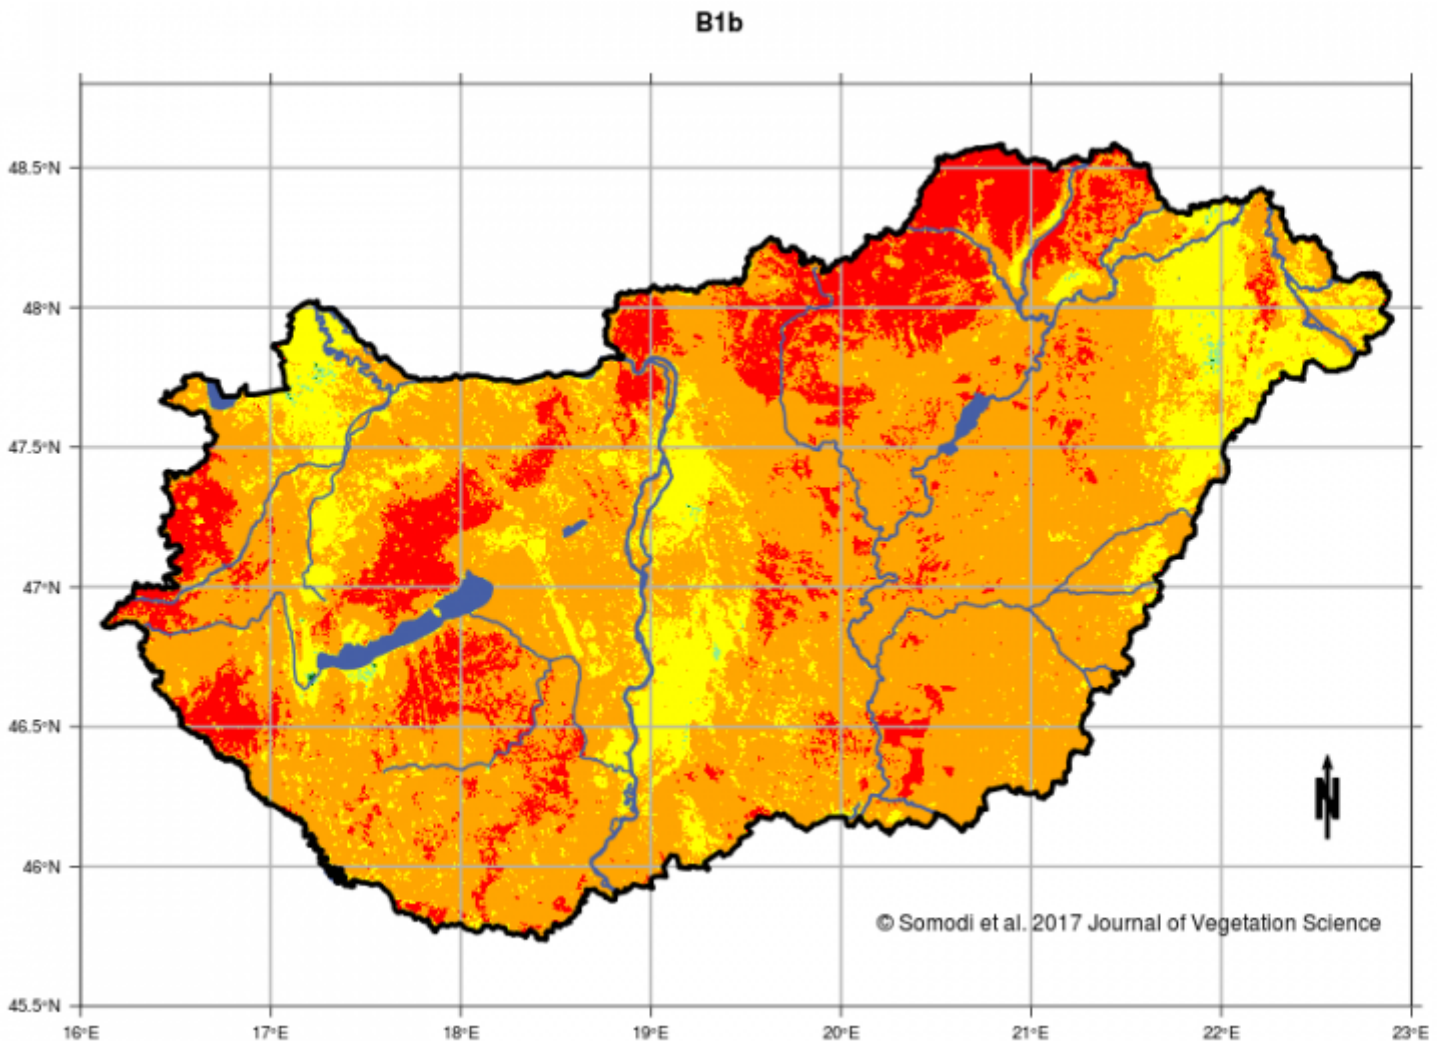 B1b
48.5°N
48°N
47.5°N
47°N
46.5°N
46°N
45.5°N
N
© Somodi et al. 2017 Journal of Vegetation Science
16°E 17°E 18°E 19°E 20°E 21°E 22°E 23°E